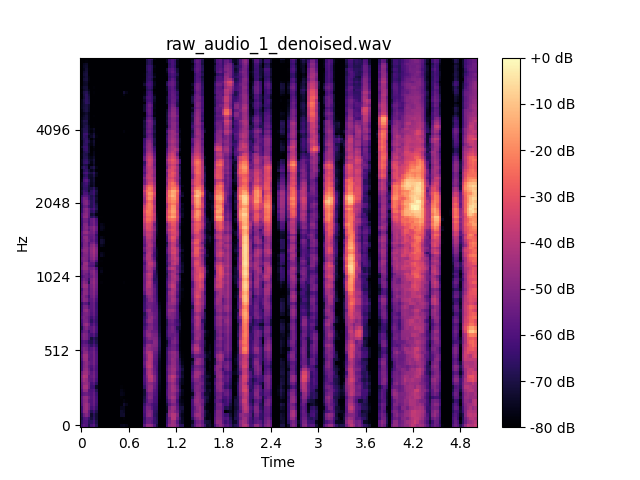 raw_audio_1_denoised.wav
Hz
4096
2048
1024
512
0
0
0.6
1.2
1.8
2.4
3
3.6
4.2
4.8
Time
+0 dB
-10 dB
-20 dB
-30 dB
-40 dB
-50 dB
-60 dB
-70 dB
-80 dB